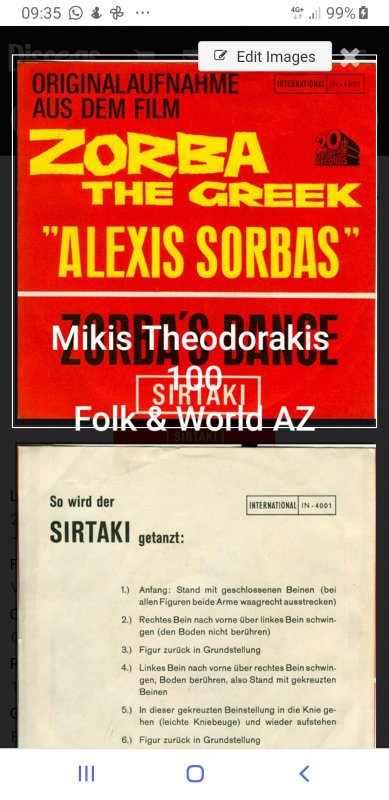 09:35
4G+
99%
Discogs
Edit Images
ORIGINALAUFNAHME
AUS DEM FILM
INTERNATIONAL IN-4001
ZORBA
THE GREEK
20th
RECORDS
"ALEXIS SORBAS"
ZORBA'S DANCE
Mikis Theodorakis
100
SIRTAKI
Folk & World AZ
SIRTAKI
So wird der
INTERNATIONAL IN-4001
SIRTAKI getanzt:
1.) Anfang: Stand mit geschlossenen Beinen (bei
allen Figuren beide Arme waagrecht ausstrecken)
2.) Rechtes Bein nach vorne über linkes Bein schwin-
gen (den Boden nicht berühren)
3.) Figur zurück in Grundstellung
4.) Linkes Bein nach vorne über rechtes Bein schwin-
gen, Boden berühren, also Stand mit gekreuzten
Beinen
5.) In dieser gekreuzten Beinstellung in die Knie ge-
hen (leichte Kniebeuge) und wieder aufstehen
6.) Figur zurück in Grundstellung